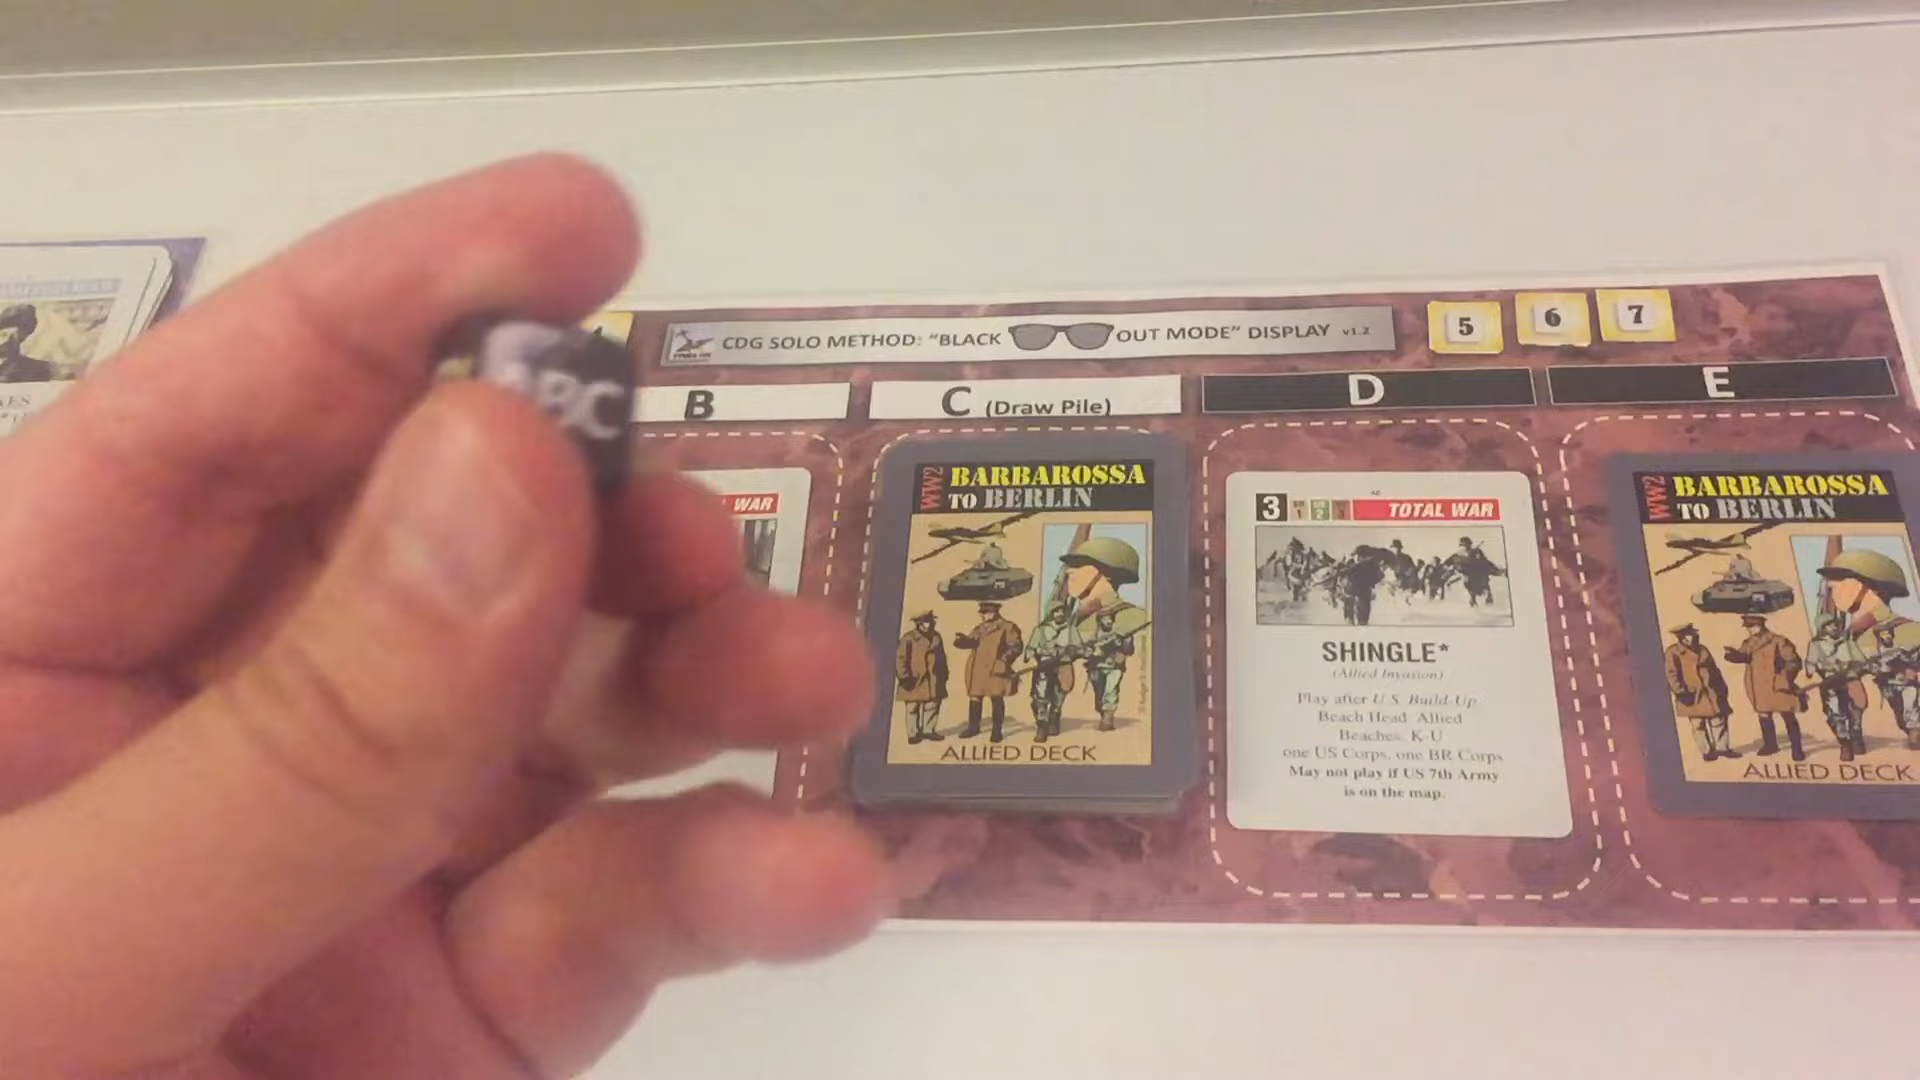 CDG SOLO METHOD: "BLACK OUT MODE" DISPLAY v1.2
5
6
7
B
C (Draw Pile)
D
E
WAR
WW2
BARBAROSSA
TO BERLIN
ALLIED DECK
3
TOTAL WAR
SHINGLE*
(Allied Invasion)
Play after U.S. Build-Up
Beach Head: Allied
Beaches: K-U
one US Corps, one BR Corps
May not play if US 7th Army
is on the map.
WW2
BARBAROSSA
TO BERLIN
ALLIED DECK